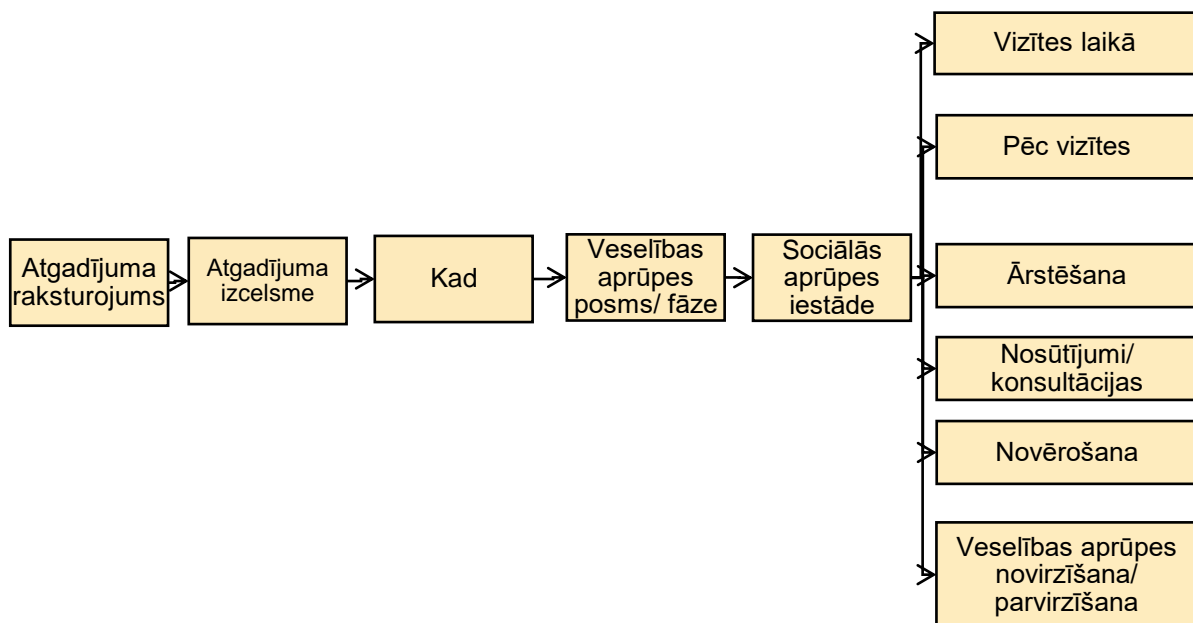 Vizītes laikā
Pēc vizītes
Atgadījuma
raksturojums
Atgadījuma
izcelsme
Kad
Veselības
aprūpes
posms/ fāze
Sociālās
aprūpes
iestāde
Ārstēšana
Nosūtījumi/
konsultācijas
Novērošana
Veselības aprūpes
novirzīšana/
parvirzīšana